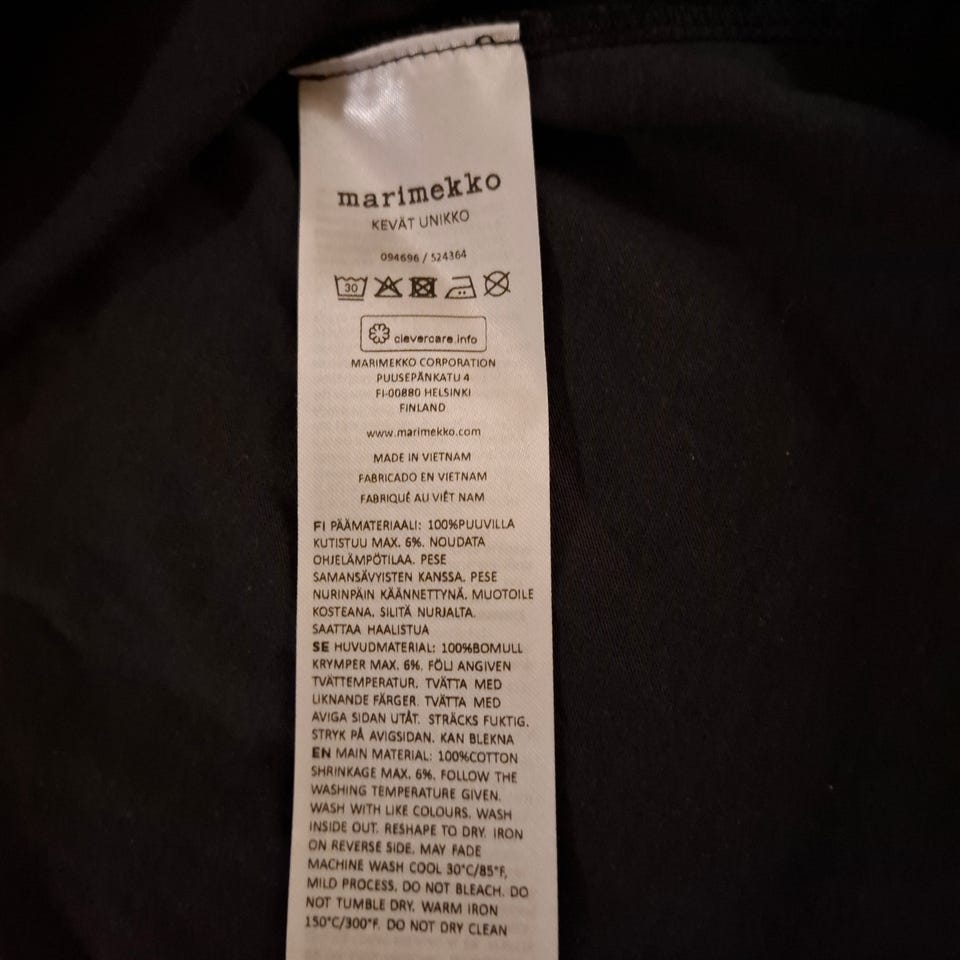 marimekko
KEVÄT UNIKKO
094696 / 524364
30
clevercare.info
MARIMEKKO CORPORATION
PUUSEPÄNKATU 4
FI-00880 HELSINKI
FINLAND
www.marimekko.com
MADE IN VIETNAM
FABRICADO EN VIETNAM
FABRIQUÉ AU VIÊT NAM
FI PÄÄMATERIAALI: 100%PUUVILLA
KUTISTUU MAX. 6%. NOUDATA
OHJELÄMPÖTILAA. PESE
SAMANSÄVYISTEN KANSSA. PESE
NURINPÄIN KÄÄNNETTYNÄ. MUOTOILE
KOSTEANA. SILITÄ NURJALTA.
SAATTAA HAALISTUA
SE HUVUDMATERIAL: 100%BOMULL
KRYMPER MAX. 6%. FÖLJ ANGIVEN
TVÄTTEMPERATUR. TVÄTTA MED
LIKNANDE FÄRGER. TVÄTTA MED
AVIGA SIDAN UTÅT. STRÄCKS FUKTIG.
STRYK PÅ AVIGSIDAN. KAN BLEKNA
EN MAIN MATERIAL: 100%COTTON
SHRINKAGE MAX. 6%. FOLLOW THE
WASHING TEMPERATURE GIVEN.
WASH WITH LIKE COLOURS. WASH
INSIDE OUT. RESHAPE TO DRY. IRON
ON REVERSE SIDE. MAY FADE
MACHINE WASH COOL 30°C/85°F,
MILD PROCESS. DO NOT BLEACH. DO
NOT TUMBLE DRY. WARM IRON
150°C/300°F. DO NOT DRY CLEAN